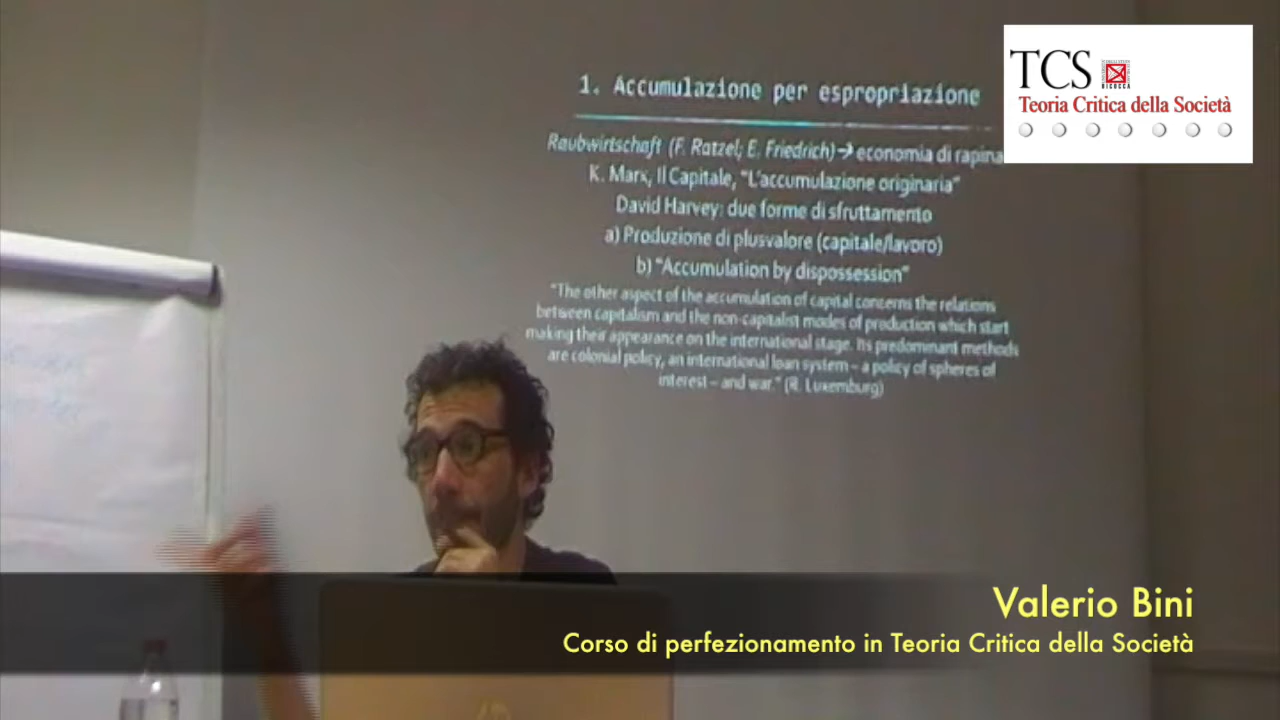 1. Accumulazione per espropriazione
Raubwirtschaft (F. Ratzel; E. Friedrich)→ economia di rapina
K. Marx, Il Capitale, "L'accumulazione originaria"
David Harvey: due forme di sfruttamento
a) Produzione di plusvalore (capitale/lavoro)
b) "Accumulation by dispossession"
"The other aspect of the accumulation of capital concerns the relations
between capitalism and the non-capitalist modes of production which start
making their appearance on the international stage. Its predominant methods
are colonial policy, an international loan system – a policy of spheres of
interest – and war." (R. Luxemburg)
TCS
BICOCCA
Teoria Critica della Società
Valerio Bini
Corso di perfezionamento in Teoria Critica della Società